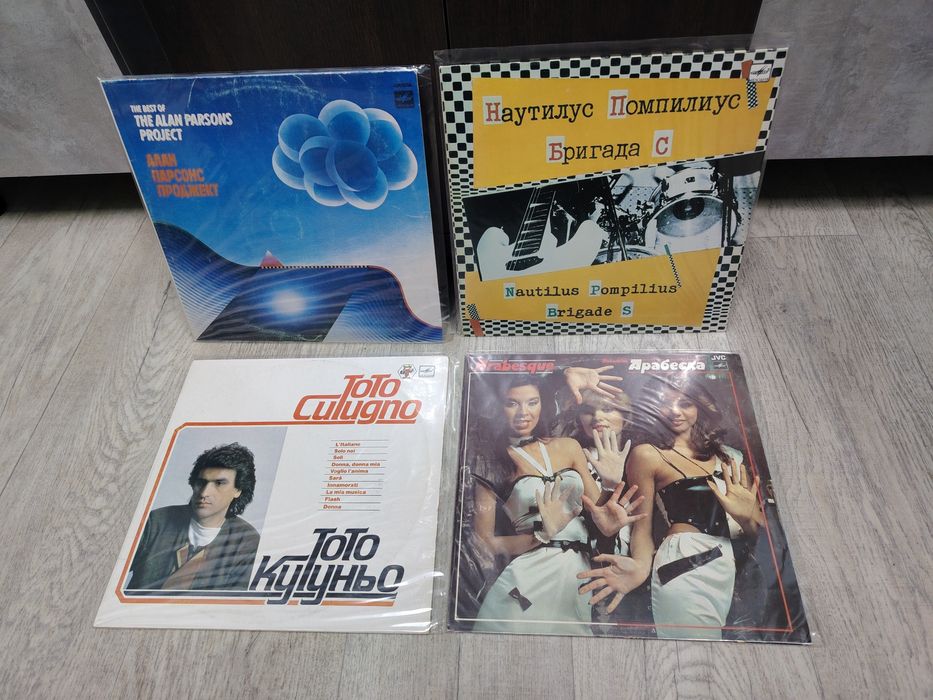 THE BEST OF
THE ALAN PARSONS
PROJECT
АЛАН
ПАРСОНС
ПРОДЖЕКТ
Наутилус Помпилиус
Бригада С
Nautilus Pompilius
Brigade S
Toto
Cutugno
L'Italiano
Solo noi
Soli
Donna, donna mia
Voglio l'anima
Sarà
Innamorati
La mia musica
Flash
Donna
Тото
Кутуньо
Arabesque
Арабеска
JVC